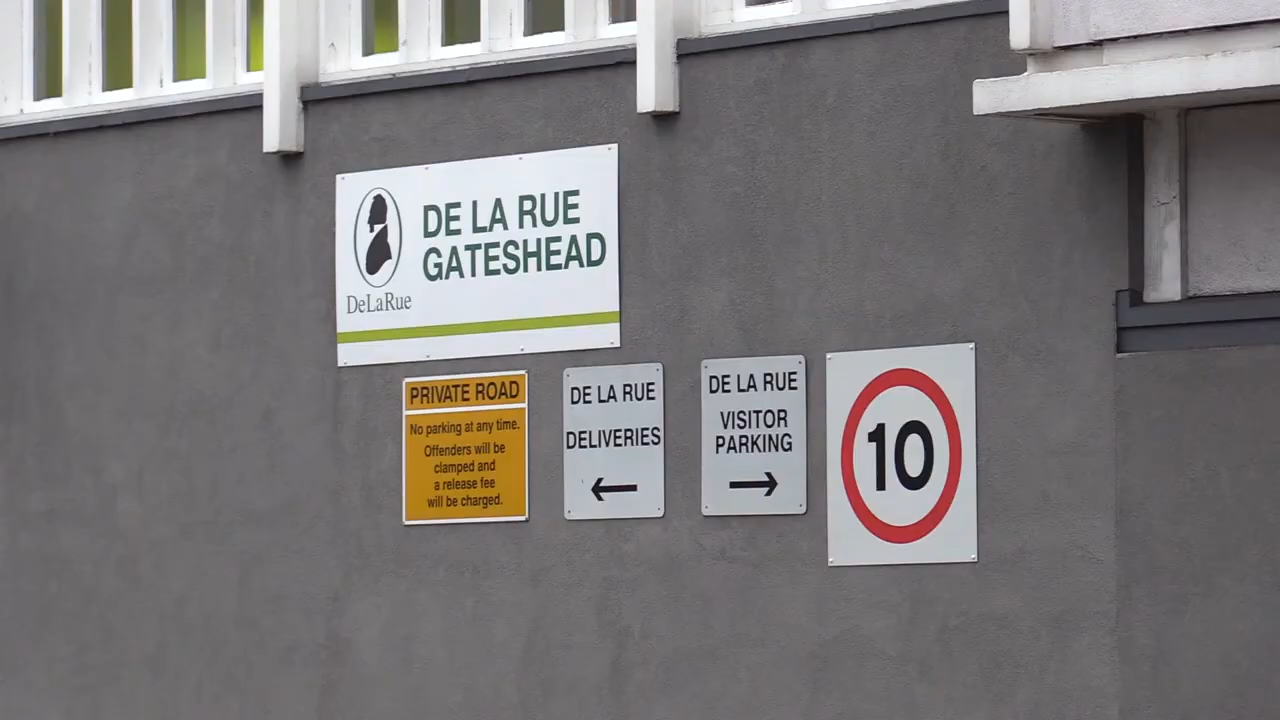 DE LA RUE
GATESHEAD
DeLaRue
PRIVATE ROAD
No parking at any time.
Offenders will be
clamped and
a release fee
will be charged.
DE LA RUE
DELIVERIES
DE LA RUE
VISITOR
PARKING
10